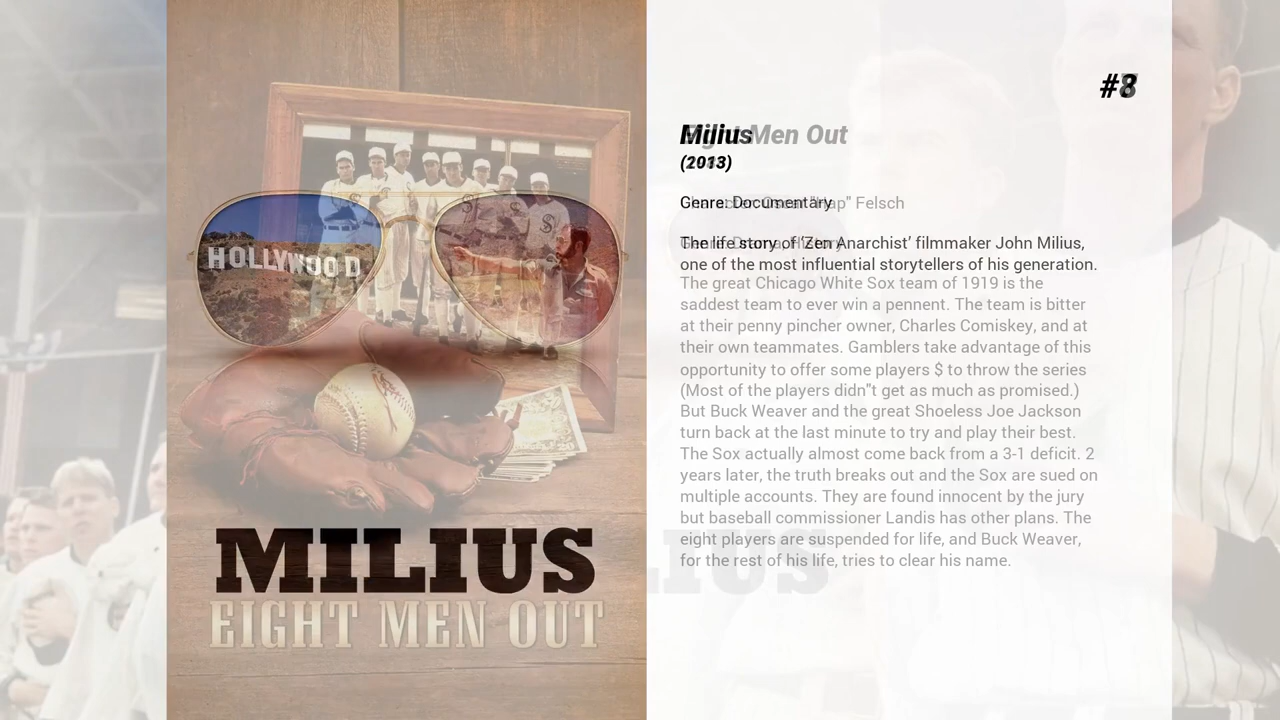 #8
Milius
Eight Men Out
(2013)
Genre: Documentary
Character: Oscar "Hap" Felsch
The life story of ‘Zen Anarchist’ filmmaker John Milius,
one of the most influential storytellers of his generation.
The great Chicago White Sox team of 1919 is the
saddest team to ever win a pennent. The team is bitter
at their penny pincher owner, Charles Comiskey, and at
their own teammates. Gamblers take advantage of this
opportunity to offer some players $ to throw the series
(Most of the players didn"t get as much as promised.)
But Buck Weaver and the great Shoeless Joe Jackson
turn back at the last minute to try and play their best.
The Sox actually almost come back from a 3-1 deficit. 2
years later, the truth breaks out and the Sox are sued on
multiple accounts. They are found innocent by the jury
but baseball commissioner Landis has other plans. The
eight players are suspended for life, and Buck Weaver,
for the rest of his life, tries to clear his name.
HOLLYWOOD
MILIUS
EIGHT MEN OUT
LIUS